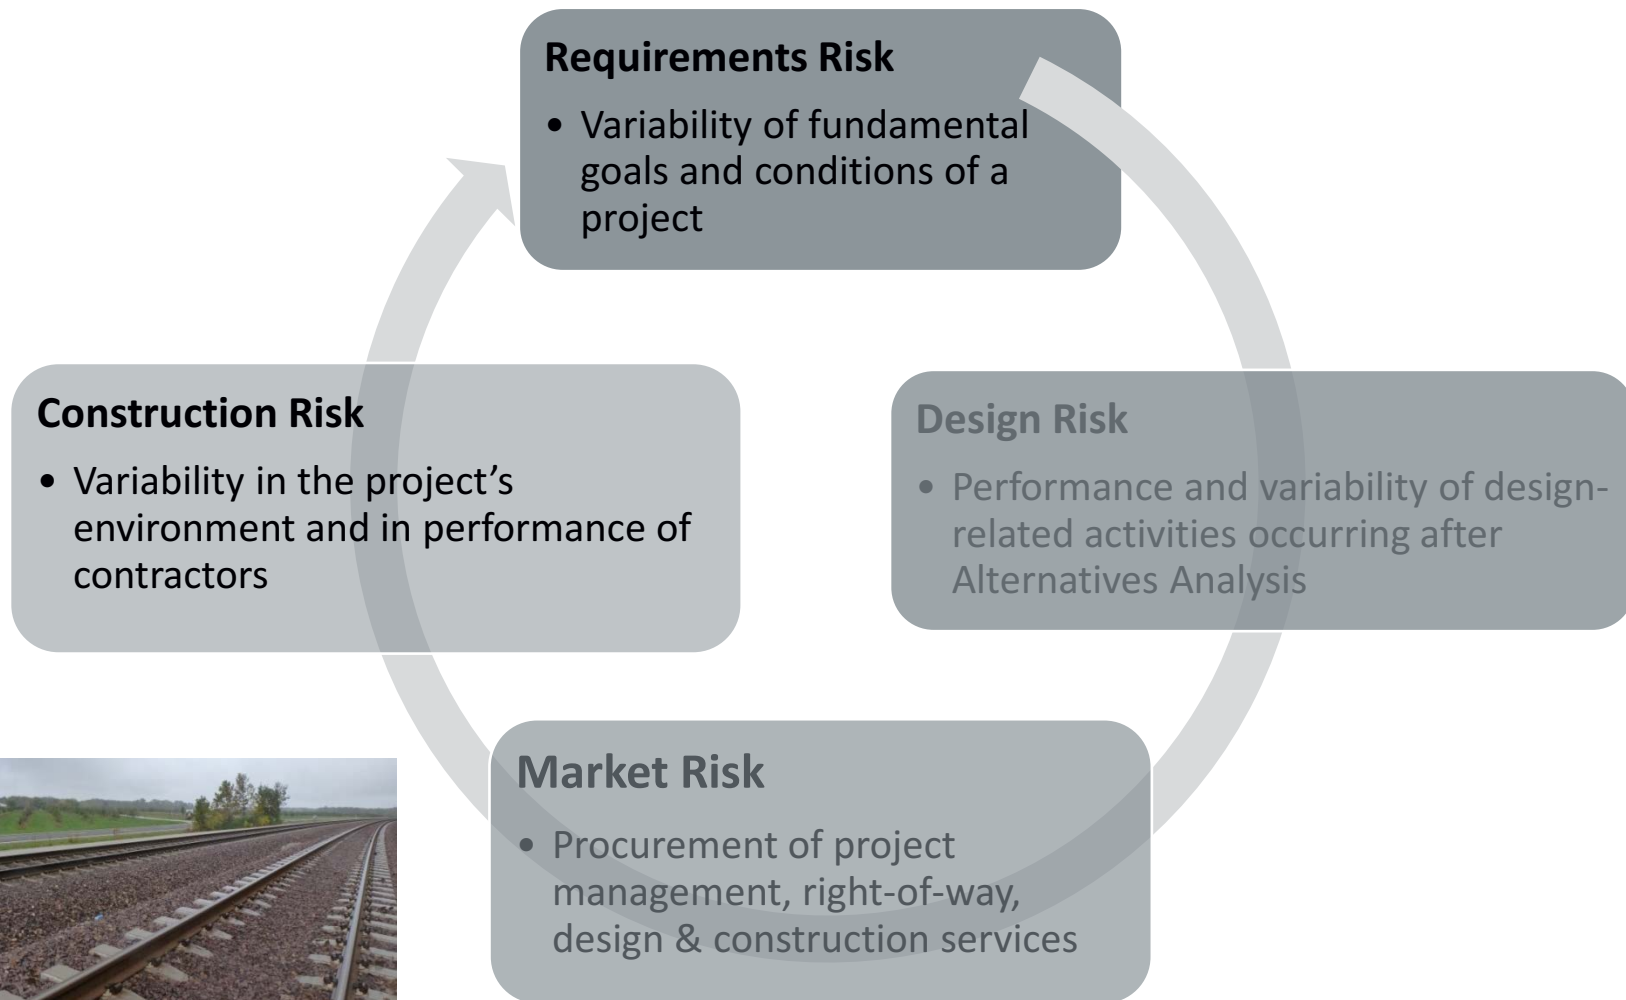 Requirements Risk
• Variability of fundamental
goals and conditions of a
project
Design Risk
• Performance and variability of design-
related activities occurring after
Alternatives Analysis
Market Risk
• Procurement of project
management, right-of-way,
design & construction services
Construction Risk
• Variability in the project’s
environment and in performance of
contractors